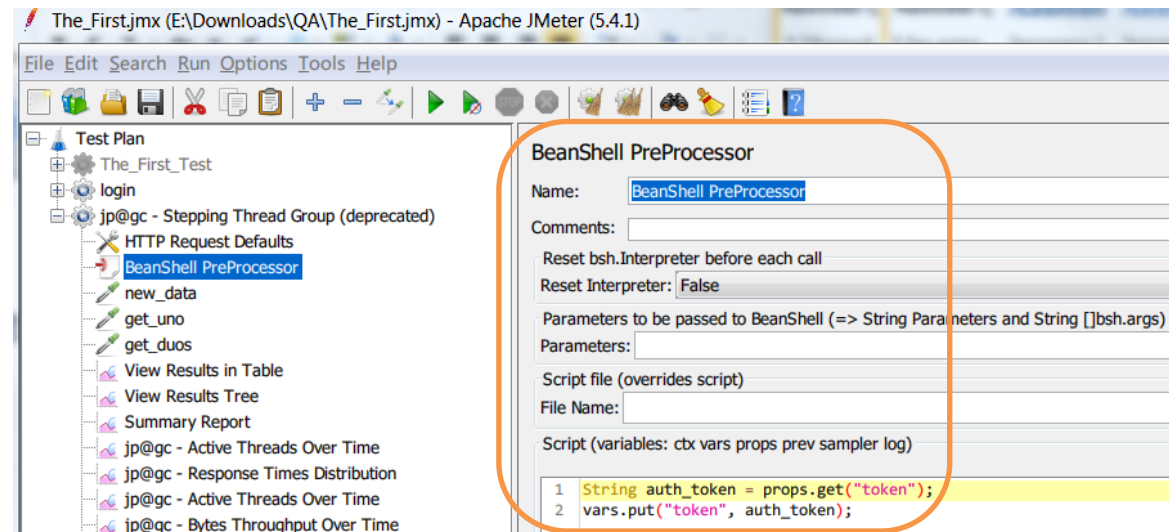 The_First.jmx (E:\Downloads\QA\The_First.jmx) - Apache JMeter (5.4.1)
File Edit Search Run Options Tools Help
STOP
Test Plan
The_First_Test
login
jp@gc - Stepping Thread Group (deprecated)
HTTP Request Defaults
BeanShell PreProcessor
new_data
get_uno
get_duos
View Results in Table
View Results Tree
Summary Report
jp@gc - Active Threads Over Time
jp@gc - Response Times Distribution
jp@gc - Active Threads Over Time
jp@gc - Bytes Throughput Over Time
BeanShell PreProcessor
Name: BeanShell PreProcessor
Comments:
Reset bsh.Interpreter before each call
Reset Interpreter: False
Parameters to be passed to BeanShell (=> String Parameters and String []bsh.args)
Parameters:
Script file (overrides script)
File Name:
Script (variables: ctx vars props prev sampler log)
1 String auth_token = props.get("token");
2 vars.put("token", auth_token);